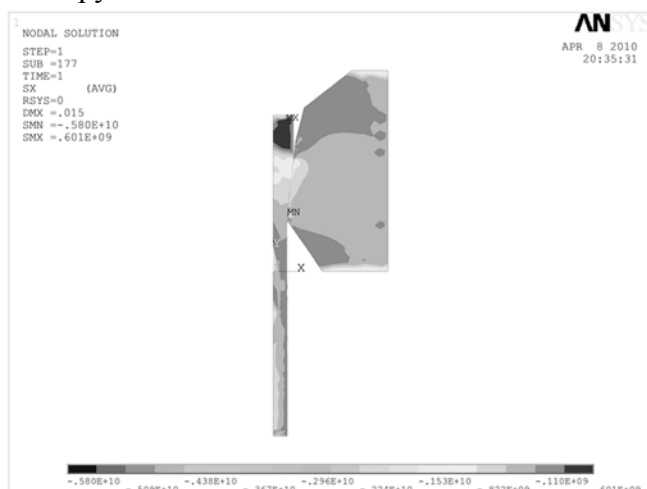 1
NODAL SOLUTION
STEP=1
SUB =177
TIME=1
SX (AVG)
RSYS=0
DMX =.015
SMN =-.580E+10
SMX =.601E+09
ANSYS
APR 8 2010
20:35:31
MX
MN
Y
Z X
-.580E+10 -.438E+10 -.296E+10 -.153E+10 -.110E+09